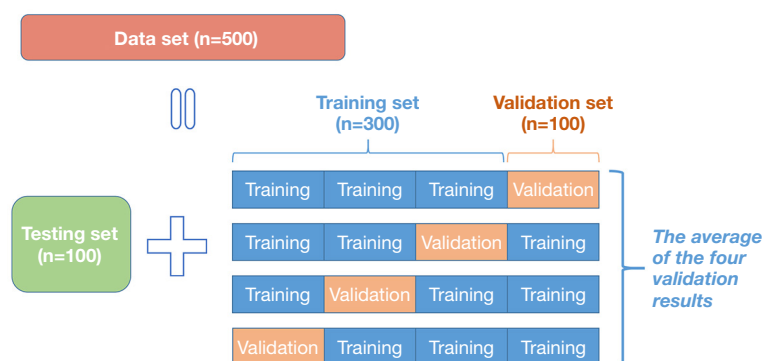 Data set (n=500)
Training set
(n=300)
Validation set
(n=100)
Training Training Training Validation
Testing set
(n=100)
Training Training Validation Training
The average
of the four
validation
results
Training Validation Training Training
Validation Training Training Training